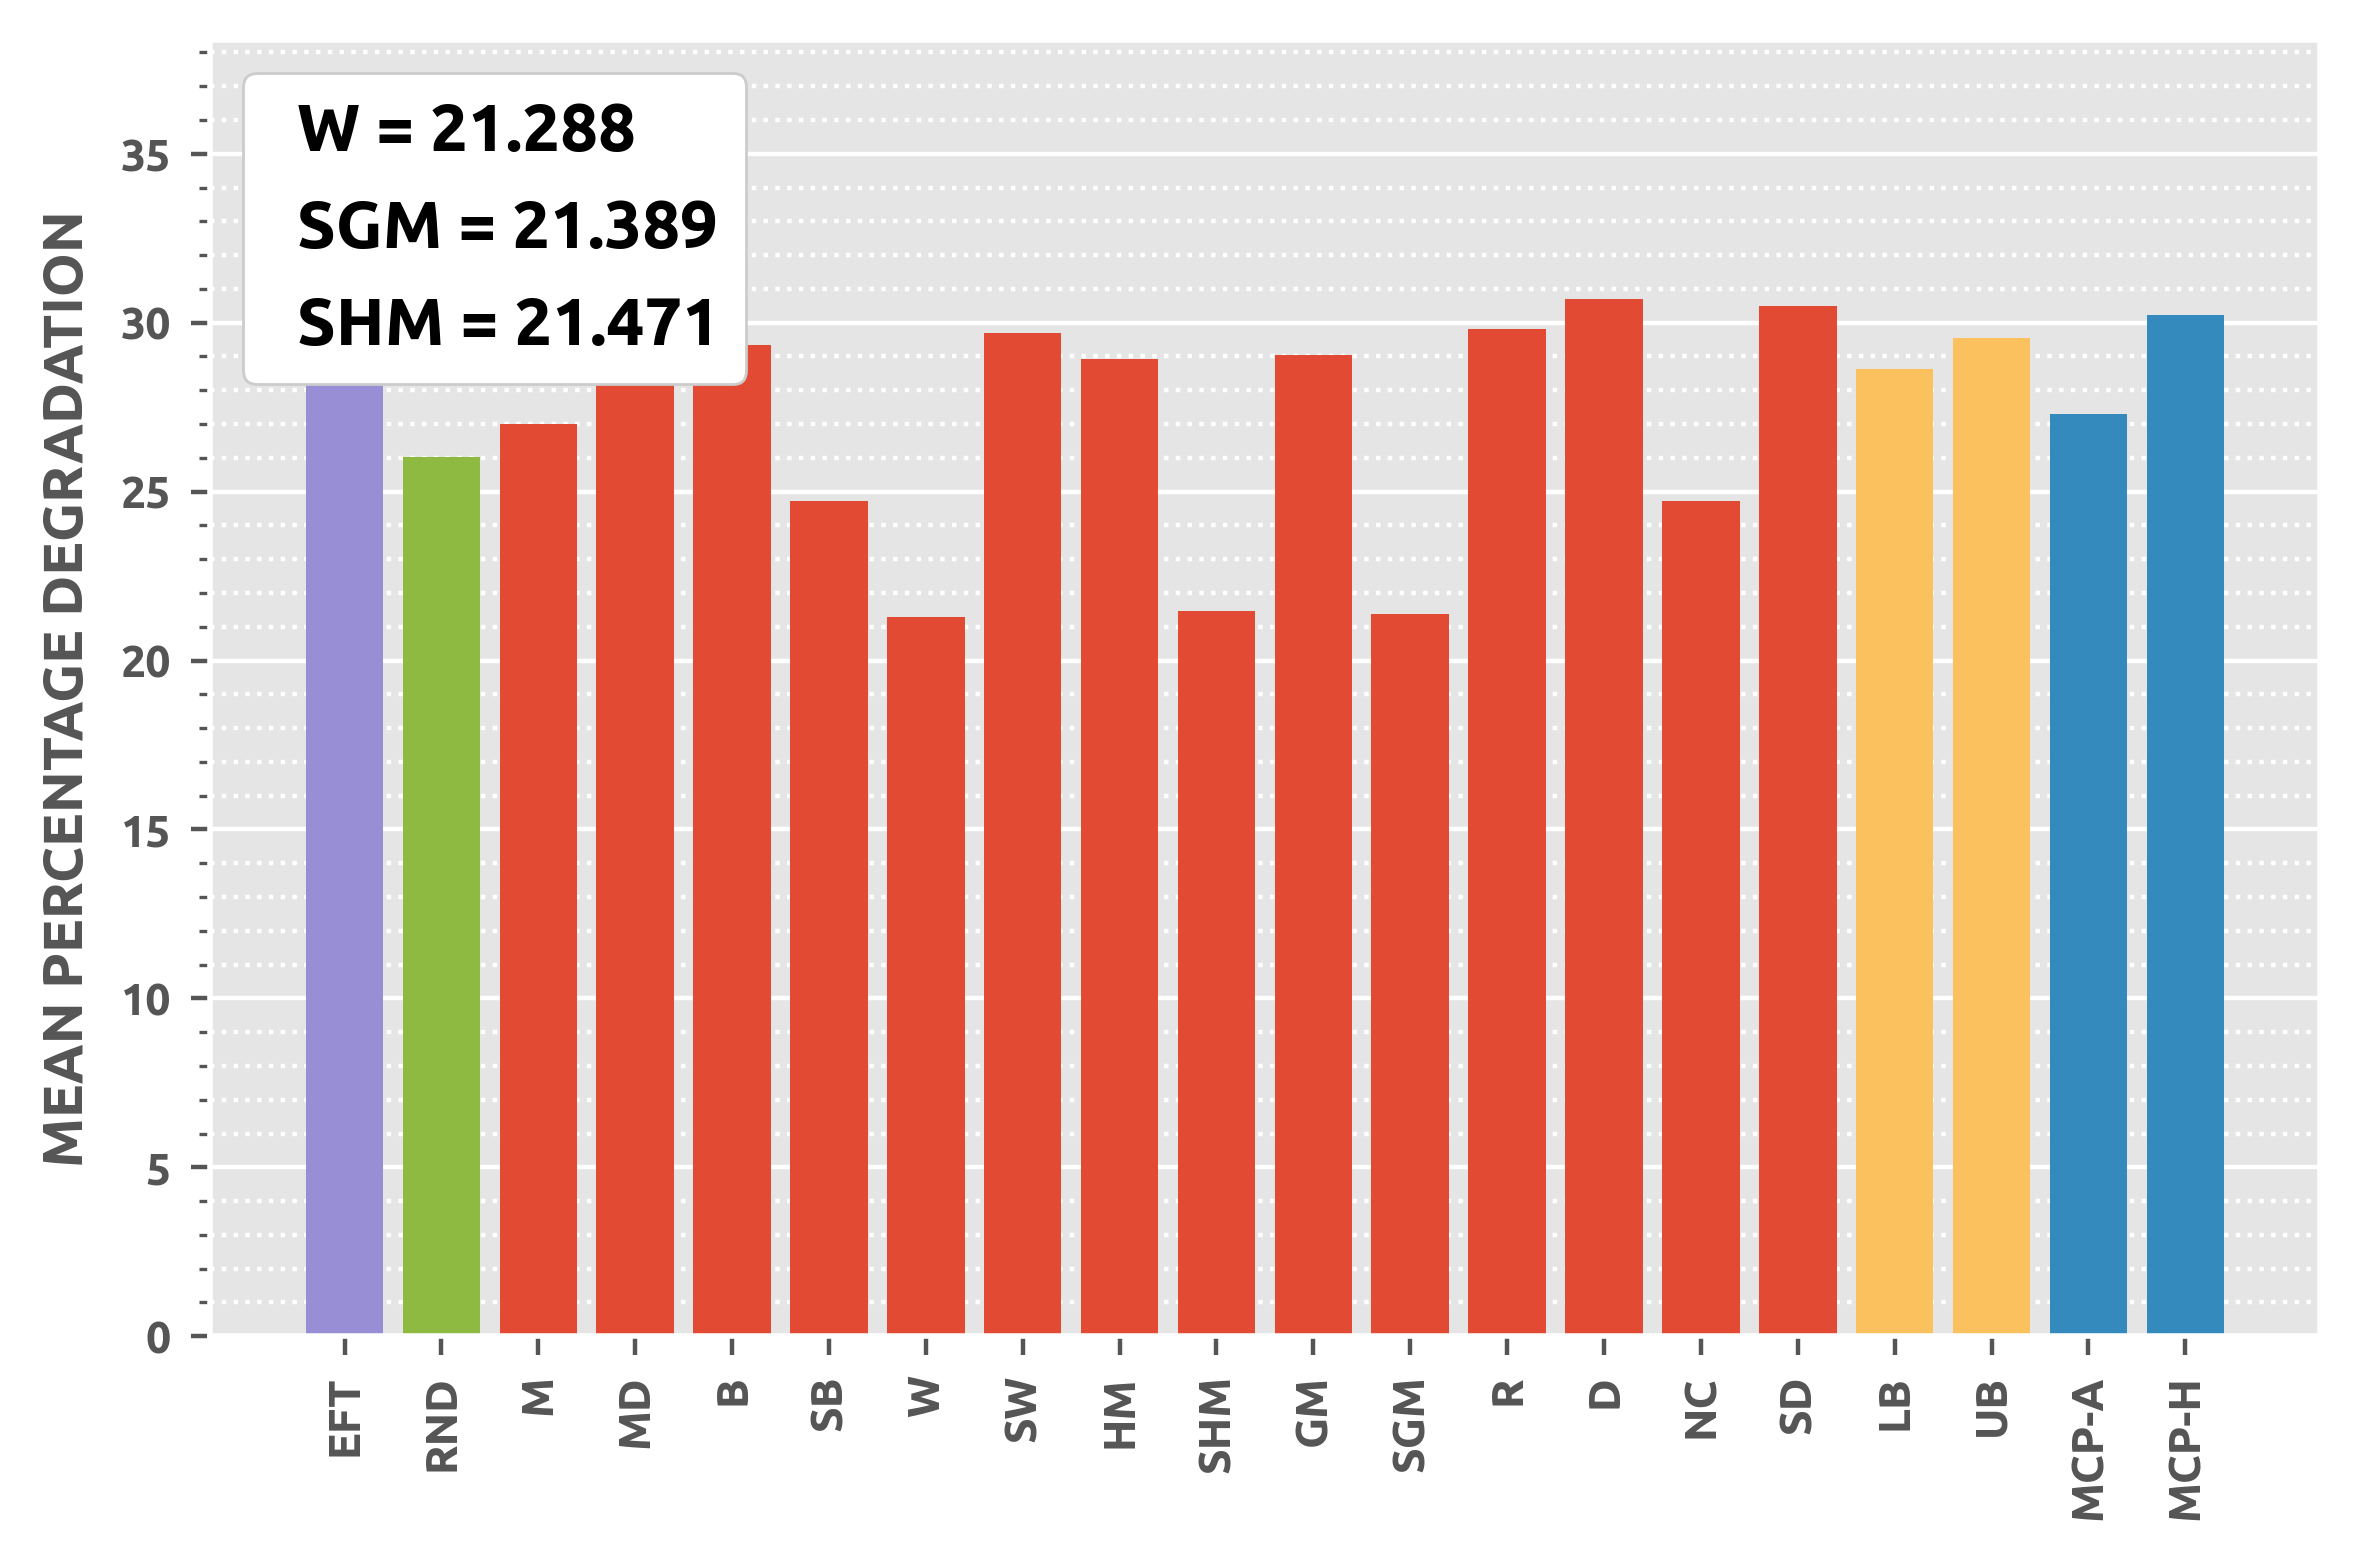 W = 21.288
SGM = 21.389
SHM = 21.471
MEAN PERCENTAGE DEGRADATION
35
30
25
20
15
10
5
0
EFT
RND
M
MD
B
SB
W
SW
HM
SHM
GM
SGM
R
D
NC
SD
LB
UB
MCP-A
MCP-H